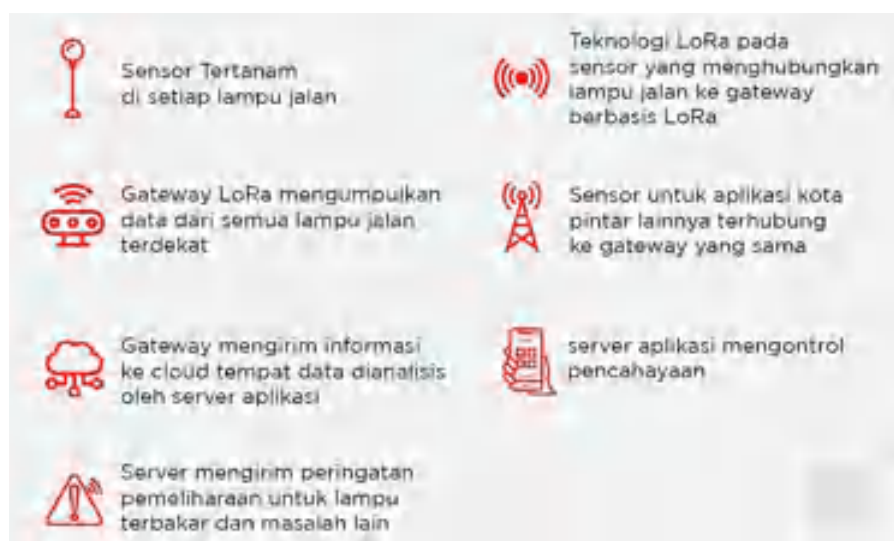 Sensor Tertanam
di setiap lampu jalan
Teknologi LoRa pada
sensor yang menghubungkan
lampu jalan ke gateway
berbasis LoRa
Gateway LoRa mengumpulkan
data dari semua lampu jalan
terdekat
Sensor untuk aplikasi kota
pintar lainnya terhubung
ke gateway yang sama
Gateway mengirim informasi
ke cloud tempat data dianalisis
oleh server aplikasi
server aplikasi mengontrol
pencahayaan
Server mengirim peringatan
pemeliharaan untuk lampu
terbakar dan masalah lain